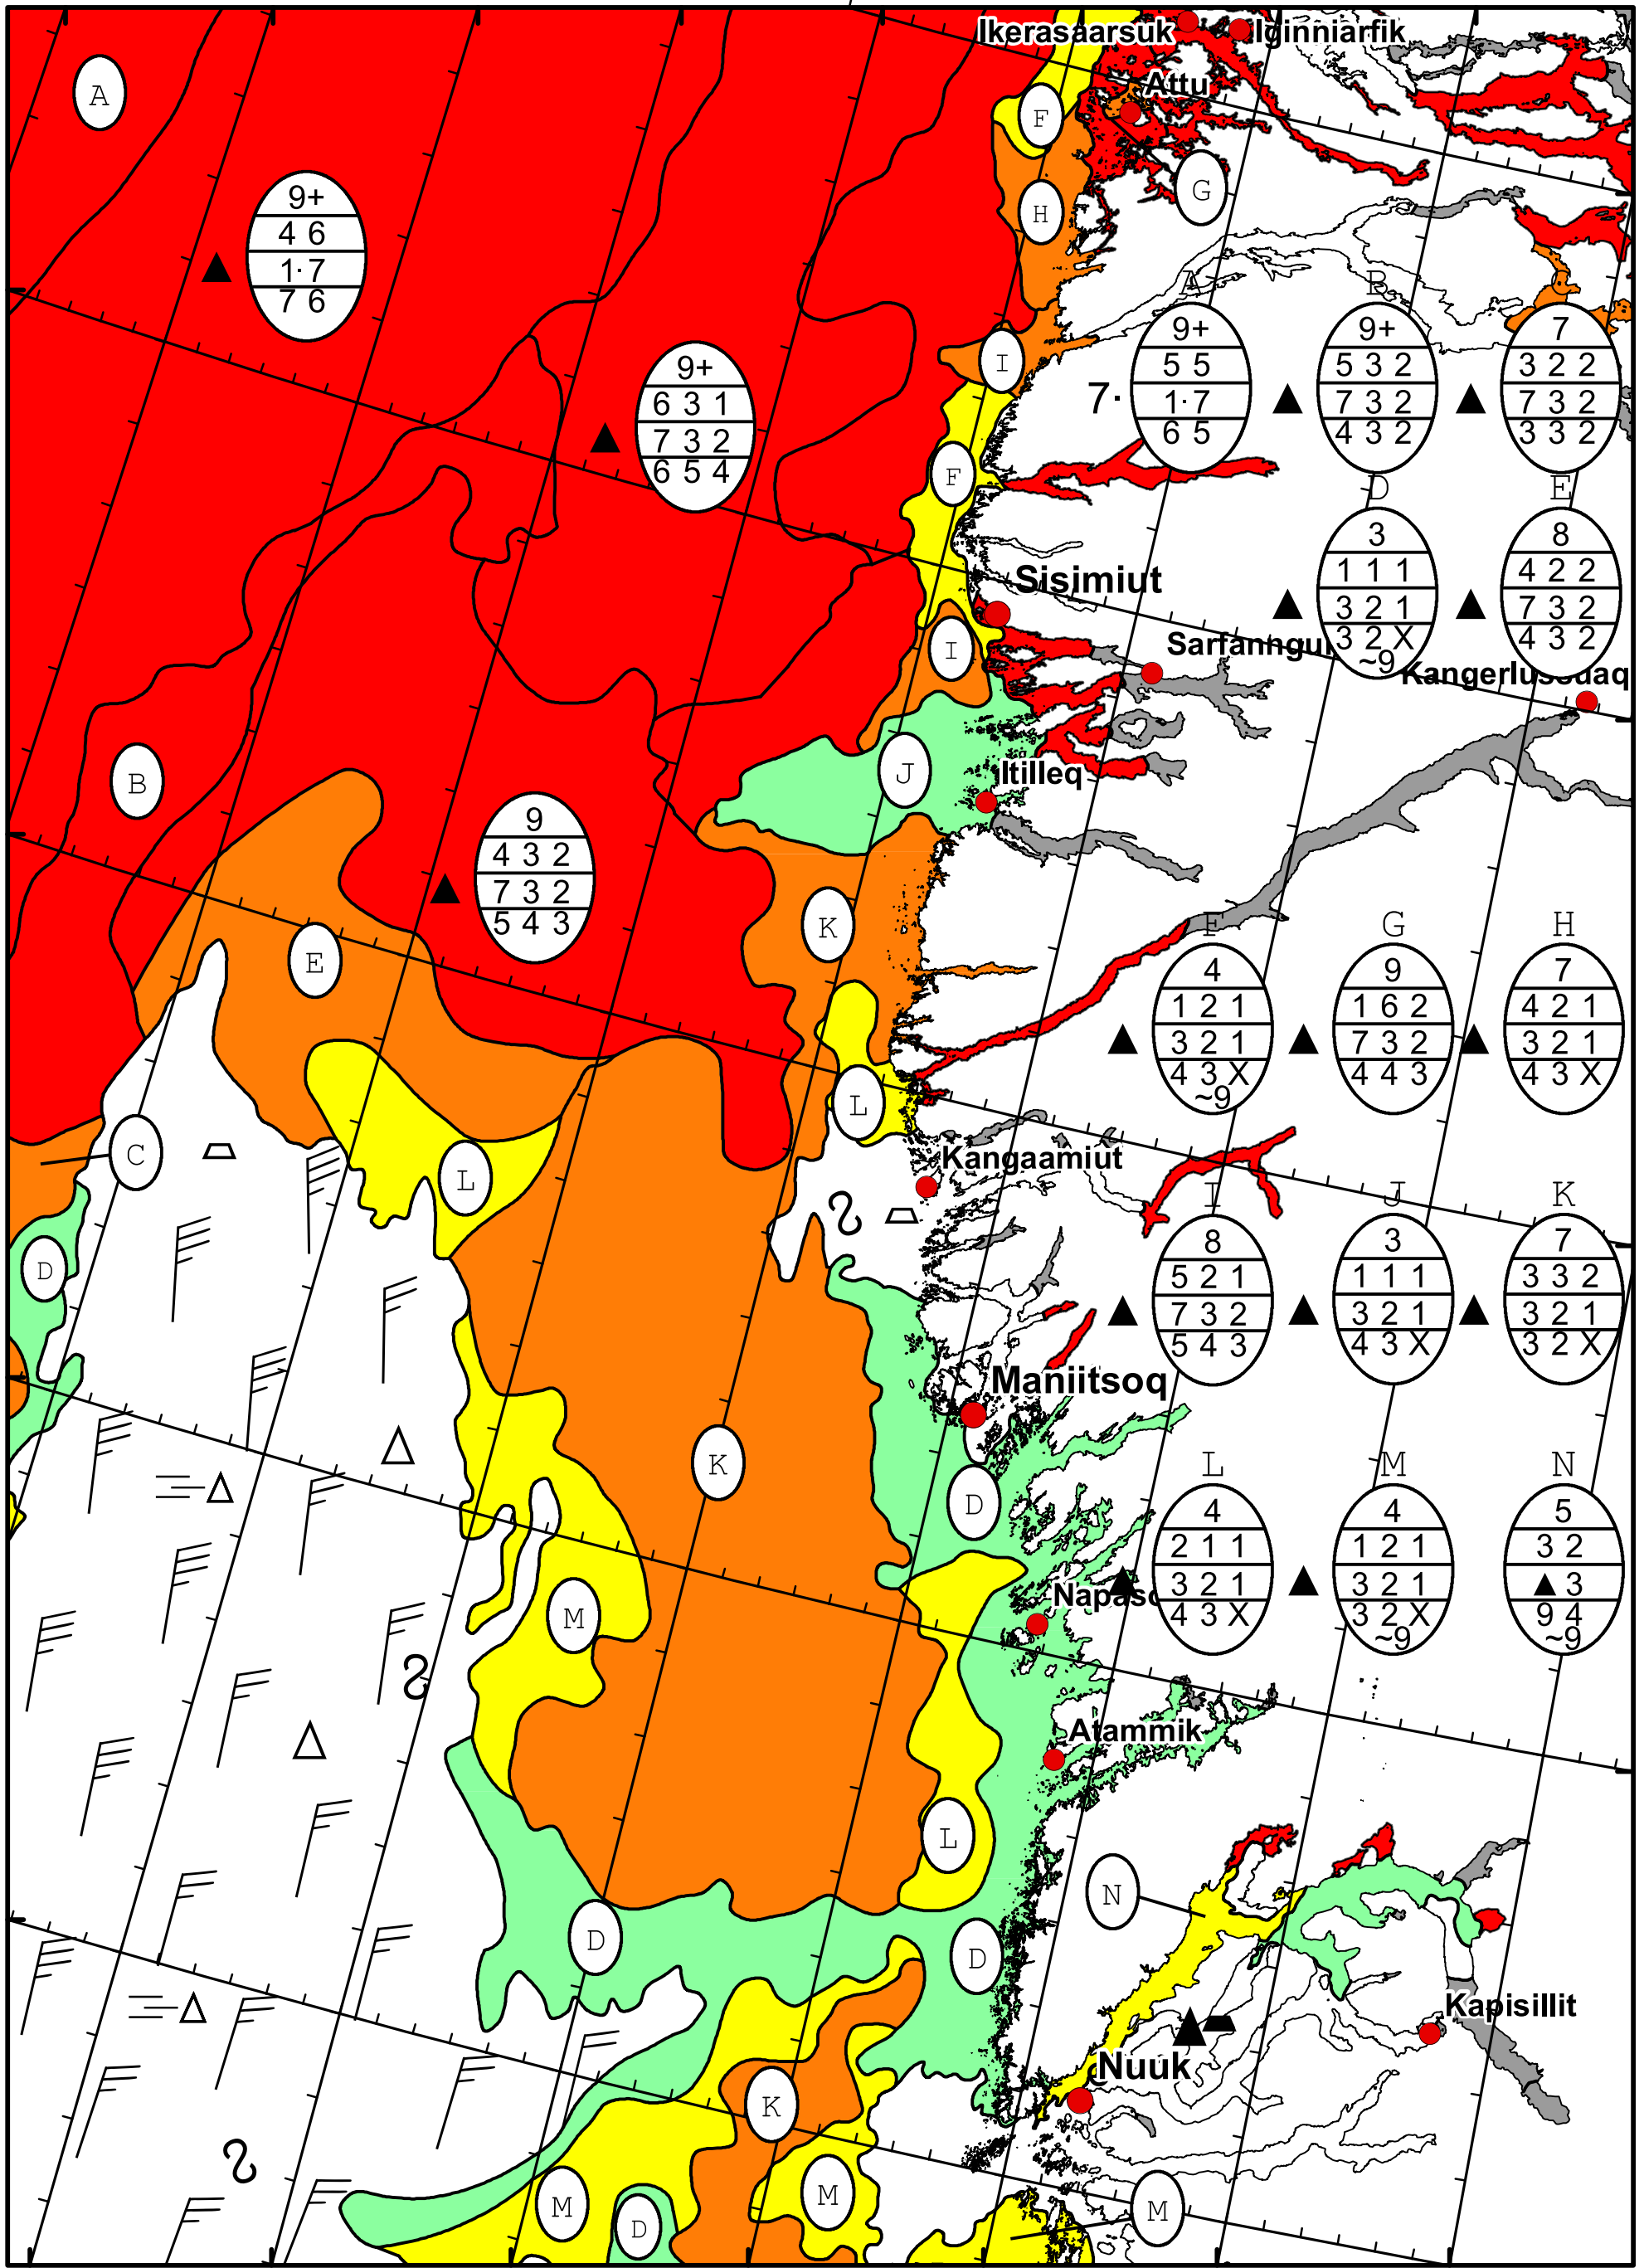 Ikerasaarsuk
Iginniarfik
Attu
A
F
G
H
9+
4 6
1·7
7 6
9+
6 3 1
7 3 2
6 5 4
I
F
A
9+
5 5
7·
1·7
6 5
B
9+
5 3 2
7 3 2
4 3 2
7
3 2 2
7 3 2
3 3 2
D
3
1 1 1
3 2 1
3 2 X
~9
E
8
4 2 2
7 3 2
4 3 2
Sisimiut
I
Kangerlussuaq
B
J
Itilleq
9
4 3 2
7 3 2
5 4 3
K
E
F
4
1 2 1
3 2 1
4 3 X
~9
G
9
1 6 2
7 3 2
4 4 3
H
7
4 2 1
3 2 1
4 3 X
L
C
L
Kangaamiut
D
I
8
5 2 1
7 3 2
5 4 3
J
3
1 1 1
3 2 1
4 3 X
K
7
3 3 2
3 2 1
3 2 X
Maniitsoq
K
D
L
4
2 1 1
3 2 1
4 3 X
M
4
1 2 1
3 2 1
3 2 X
~9
N
5
3 2
3
9 4
~9
M
Atammik
L
N
D
D
Kapisillit
Nuuk
K
M
D
M
M